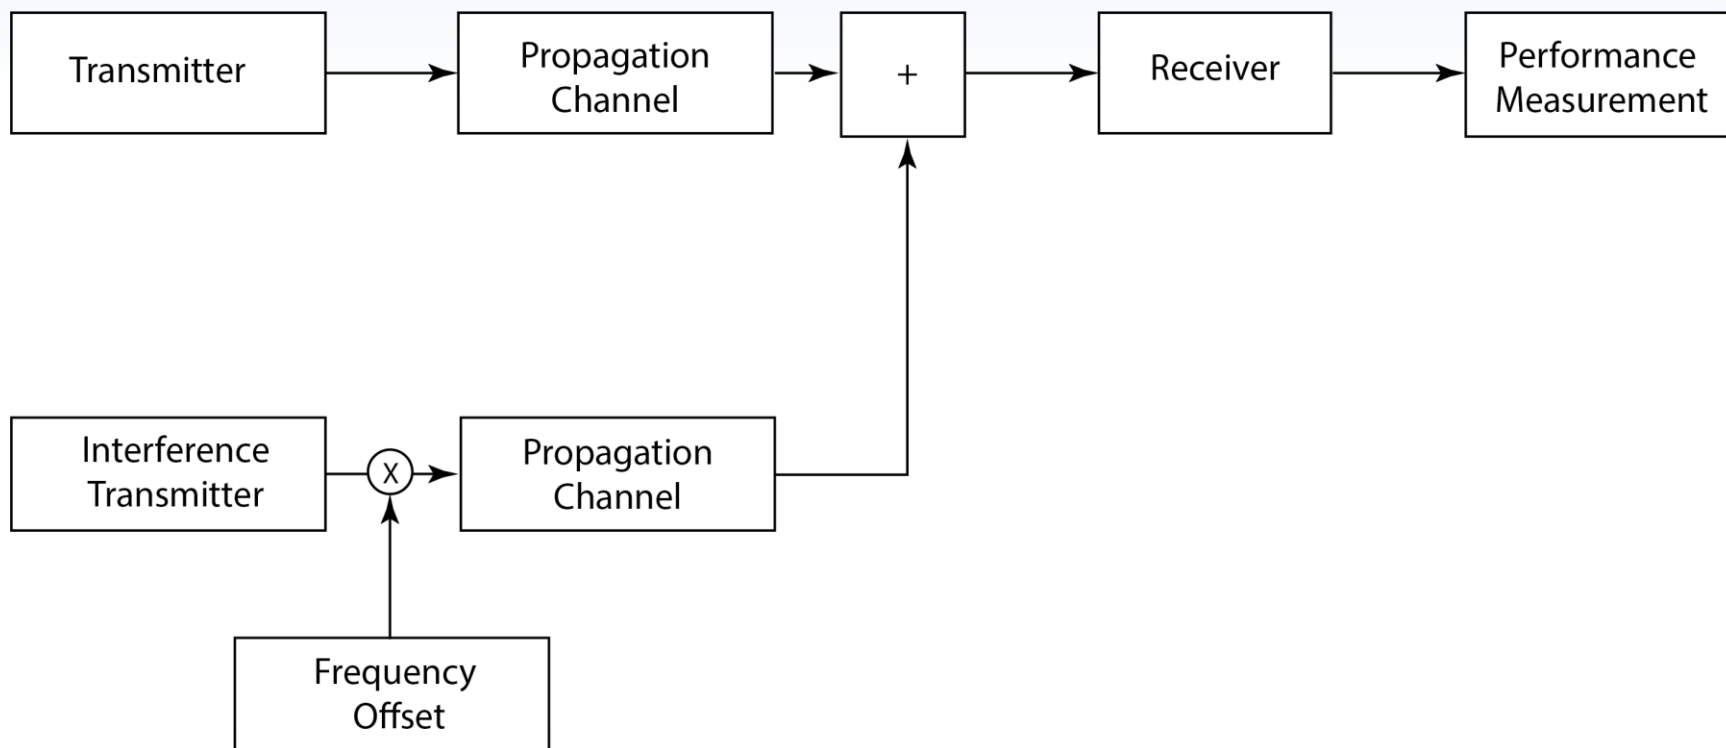 Transmitter
Propagation
Channel
+
Receiver
Performance
Measurement
Interference
Transmitter
X
Propagation
Channel
Frequency
Offset